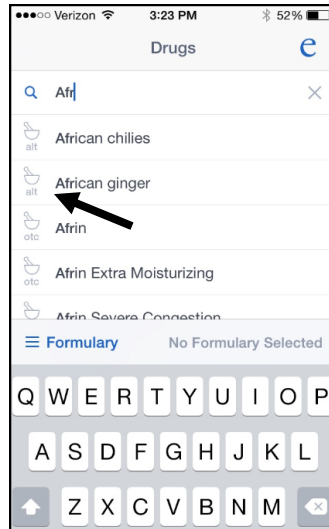 Verizon 3:23 PM 52%
Drugs e
Afr
alt African chilies
alt African ginger
otc Afrin
otc Afrin Extra Moisturizing
Afrin Severe Congestion
Formulary No Formulary Selected
Q W E R T Y U I O P
A S D F G H J K L
Z X C V B N M